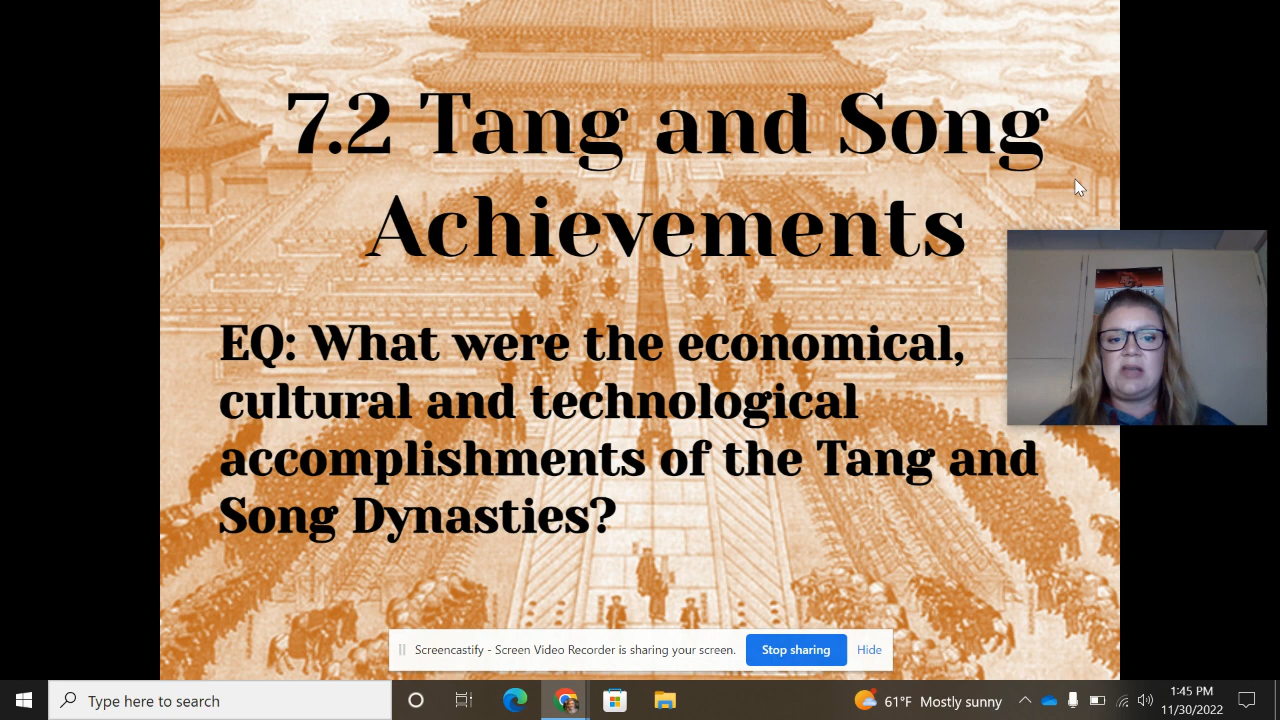 7.2 Tang and Song
Achievements
EQ: What were the economical,
cultural and technological
accomplishments of the Tang and
Song Dynasties?
Screencastify - Screen Video Recorder is sharing your screen.
Stop sharing
Hide
Type here to search
61°F Mostly sunny
1:45 PM
11/30/2022